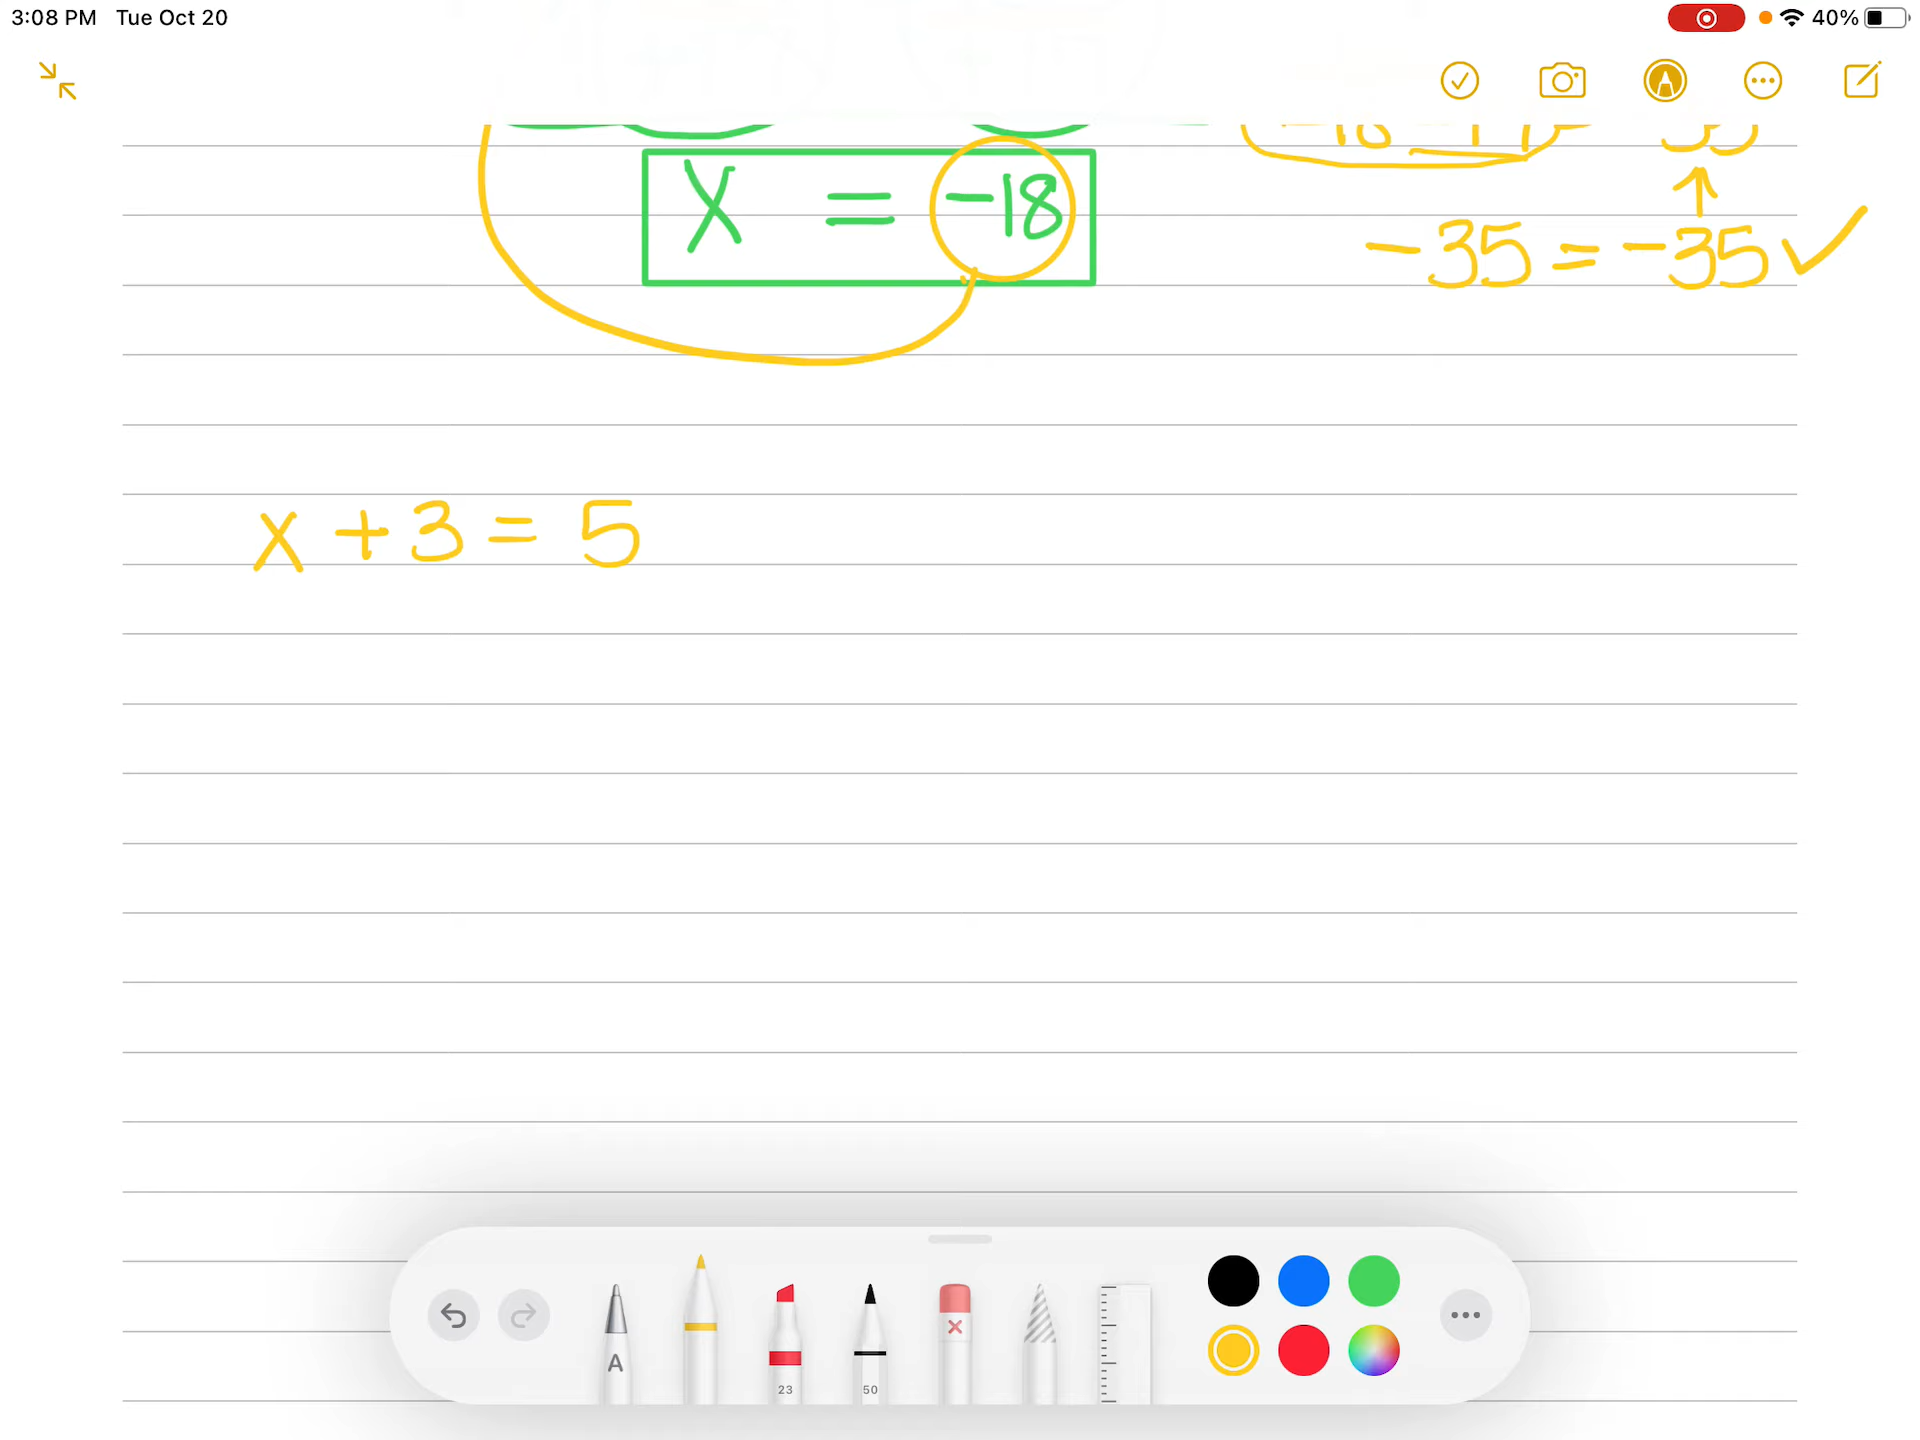 3:08 PM Tue Oct 20 40%
X = -18
-35 = -35 ✓
x + 3 = 5
A 23 50